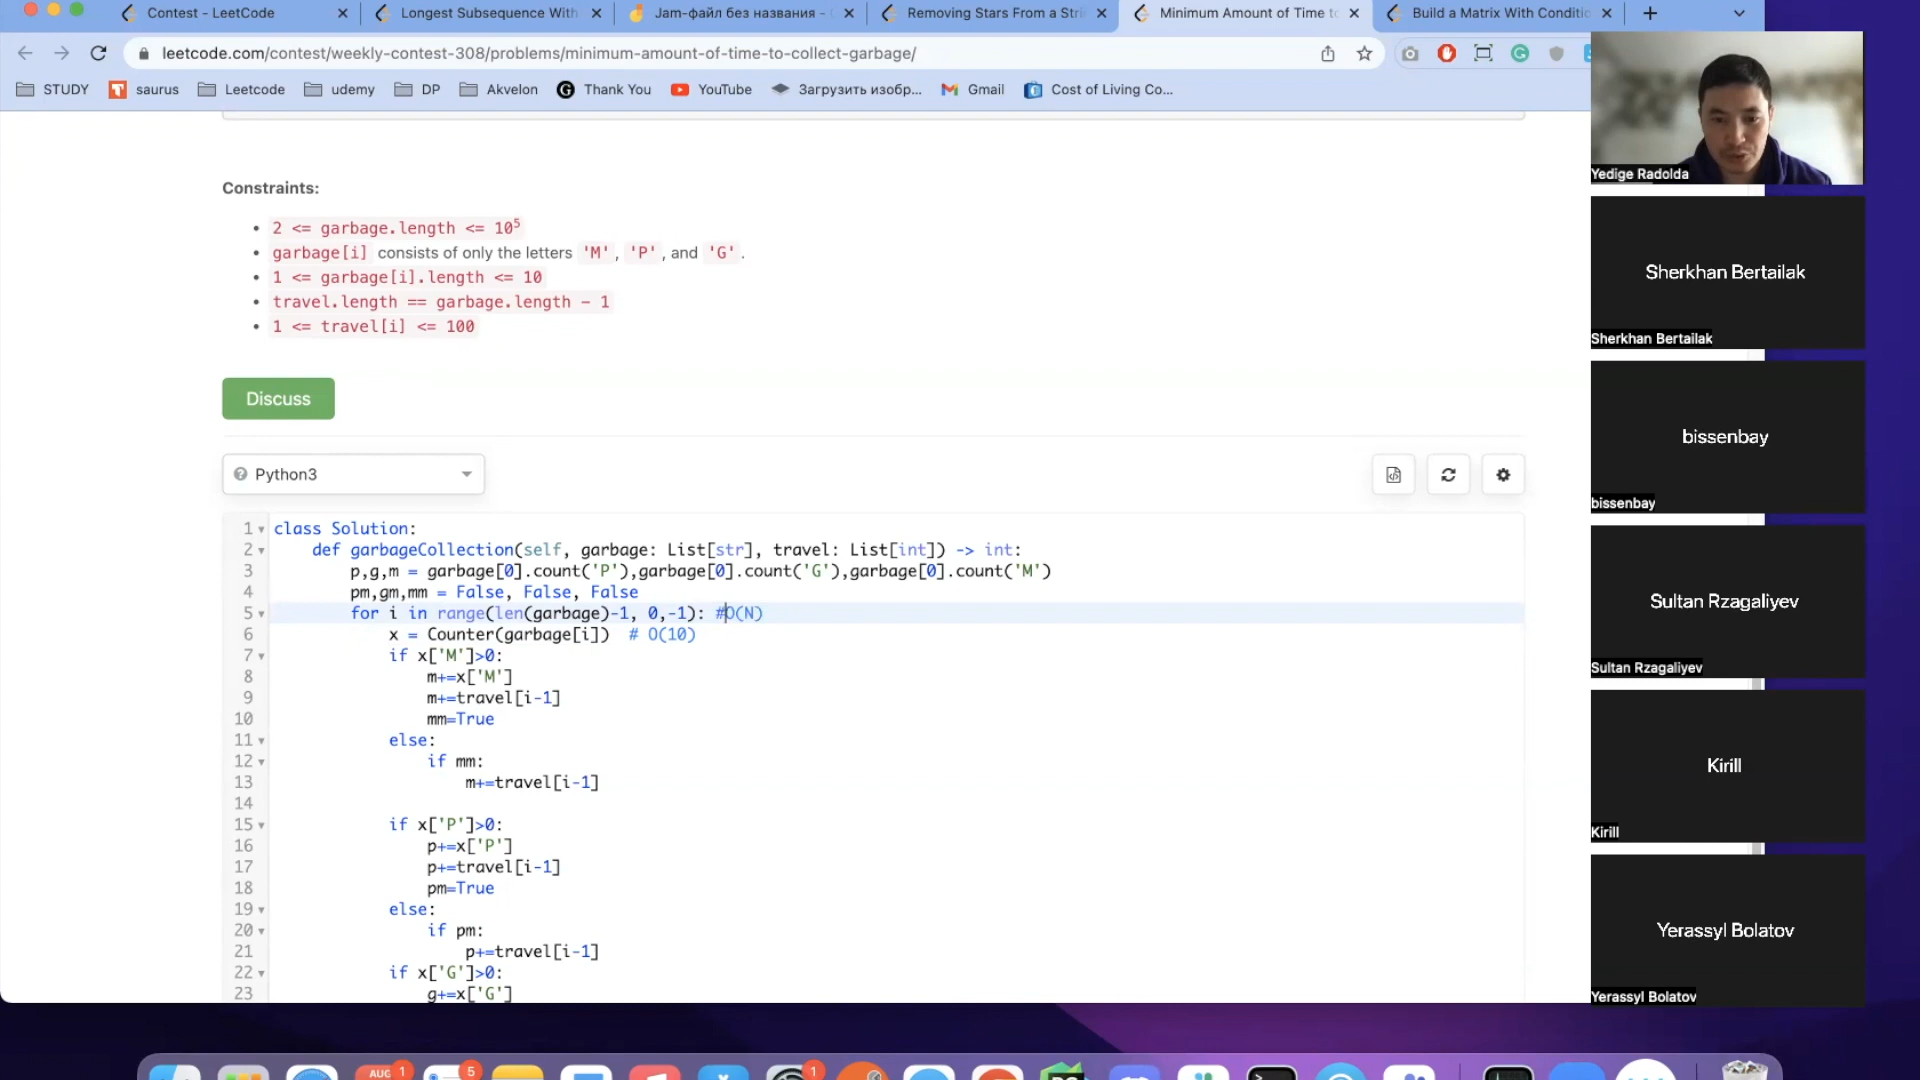 Contest - LeetCode
Longest Subsequence With
Jam-файл без названия -
Removing Stars From a Stri
Minimum Amount of Time to
Build a Matrix With Conditio
leetcode.com/contest/weekly-contest-308/problems/minimum-amount-of-time-to-collect-garbage/
STUDY
saurus
Leetcode
udemy
DP
Akvelon
Thank You
YouTube
Загрузить изобр...
Gmail
Cost of Living Co...
Constraints:
2 <= garbage.length <= 10⁵
garbage[i] consists of only the letters 'M', 'P', and 'G'.
1 <= garbage[i].length <= 10
travel.length == garbage.length - 1
1 <= travel[i] <= 100
Discuss
Python3
1 class Solution:
2 def garbageCollection(self, garbage: List[str], travel: List[int]) -> int:
3 p,g,m = garbage[0].count('P'),garbage[0].count('G'),garbage[0].count('M')
4 pm,gm,mm = False, False, False
5 for i in range(len(garbage)-1, 0,-1): #O(N)
6 x = Counter(garbage[i]) # O(10)
7 if x['M']>0:
8 m+=x['M']
9 m+=travel[i-1]
10 mm=True
11 else:
12 if mm:
13 m+=travel[i-1]
14
15 if x['P']>0:
16 p+=x['P']
17 p+=travel[i-1]
18 pm=True
19 else:
20 if pm:
21 p+=travel[i-1]
22 if x['G']>0:
23 g+=x['G']
Yedige Radolda
Sherkhan Bertailak
Sherkhan Bertailak
bissenbay
bissenbay
Sultan Rzagaliyev
Sultan Rzagaliyev
Kirill
Kirill
Yerassyl Bolatov
Yerassyl Bolatov
AUG 1
5
1